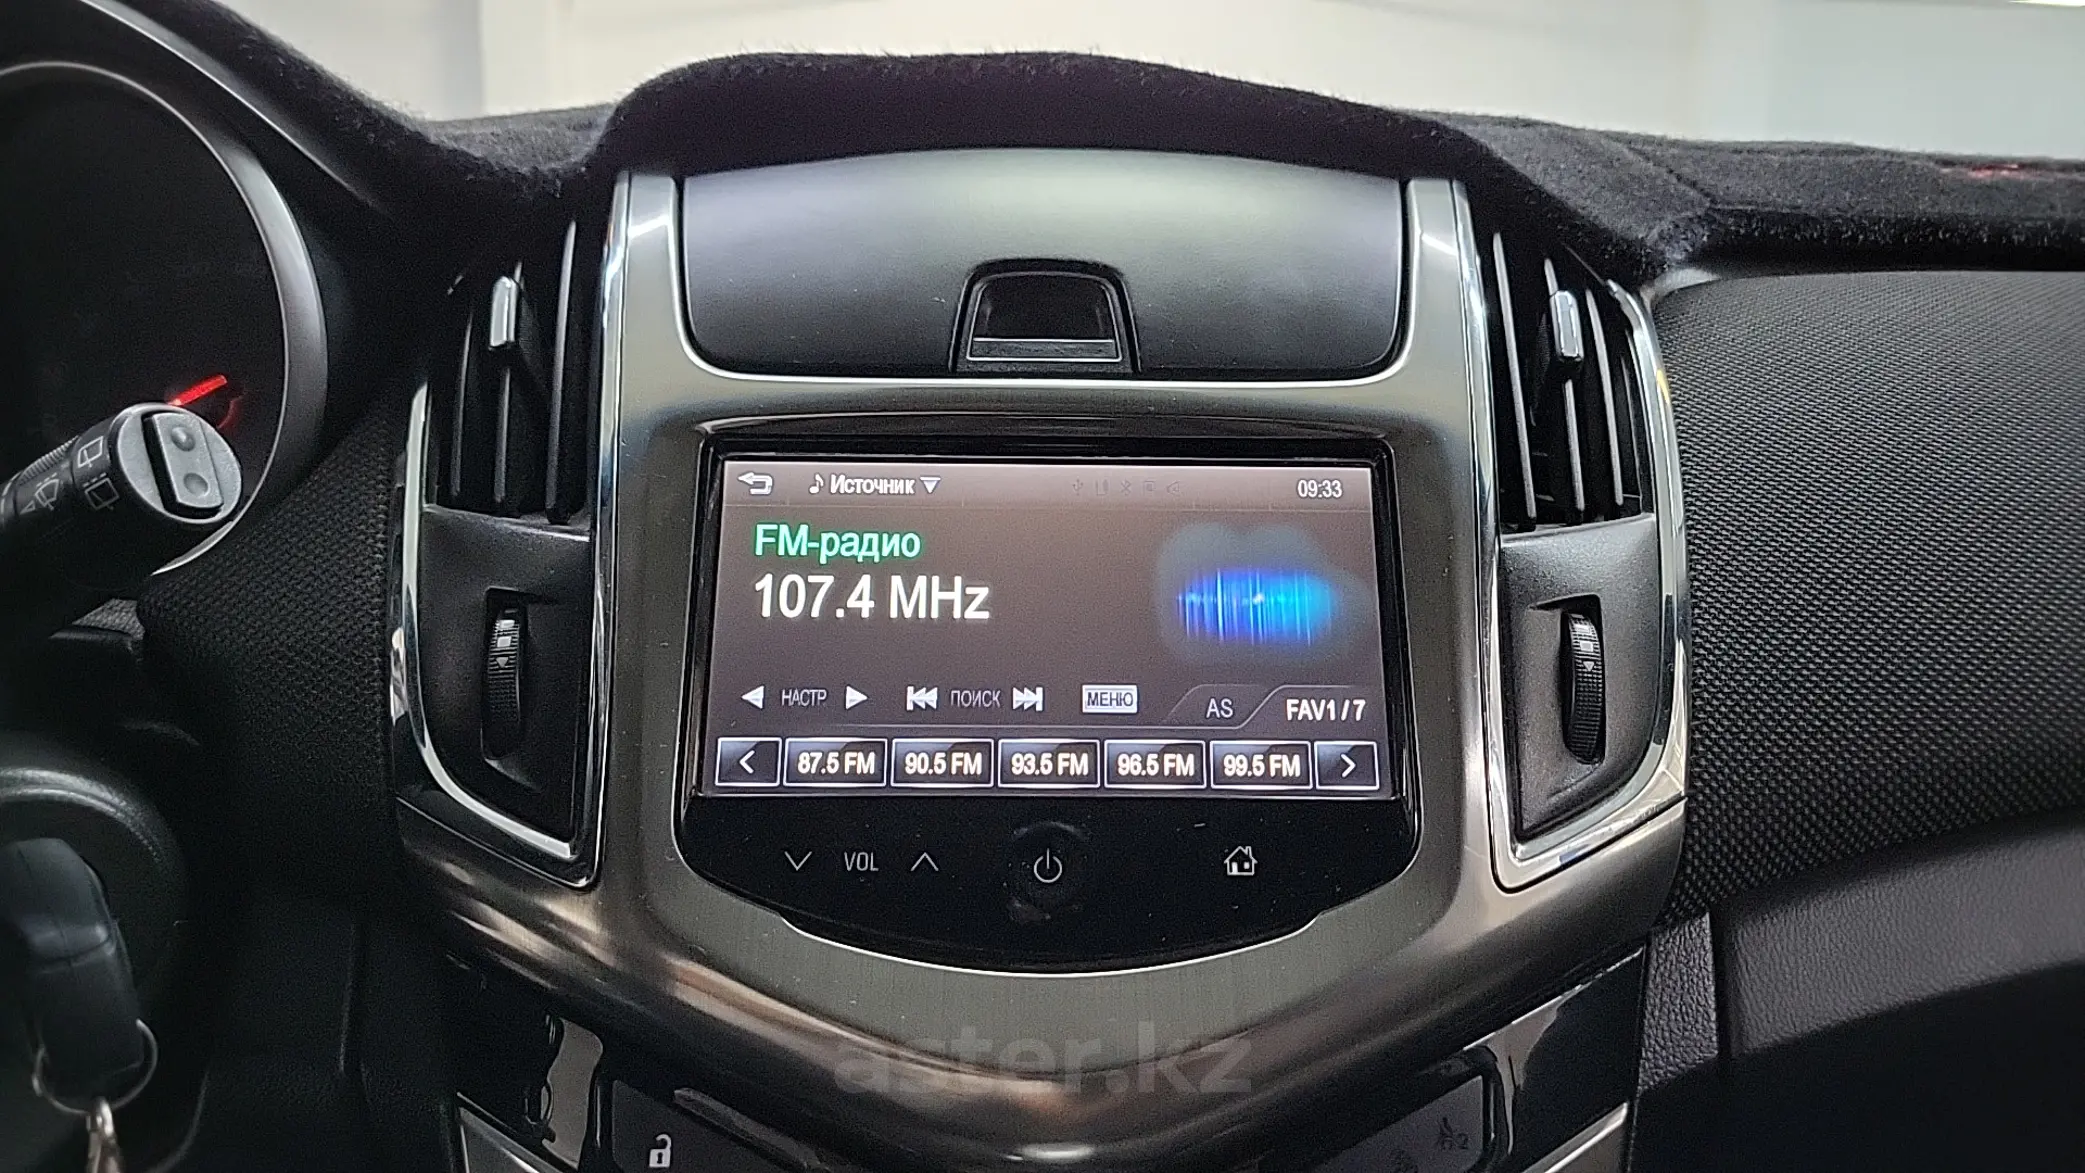 Источник 09:33
FM-радио
107.4 MHz
НАСТР ПОИСК МЕНЮ AS FAV1/7
87.5 FM 90.5 FM 93.5 FM 96.5 FM 99.5 FM
VOL
aster.kz
2